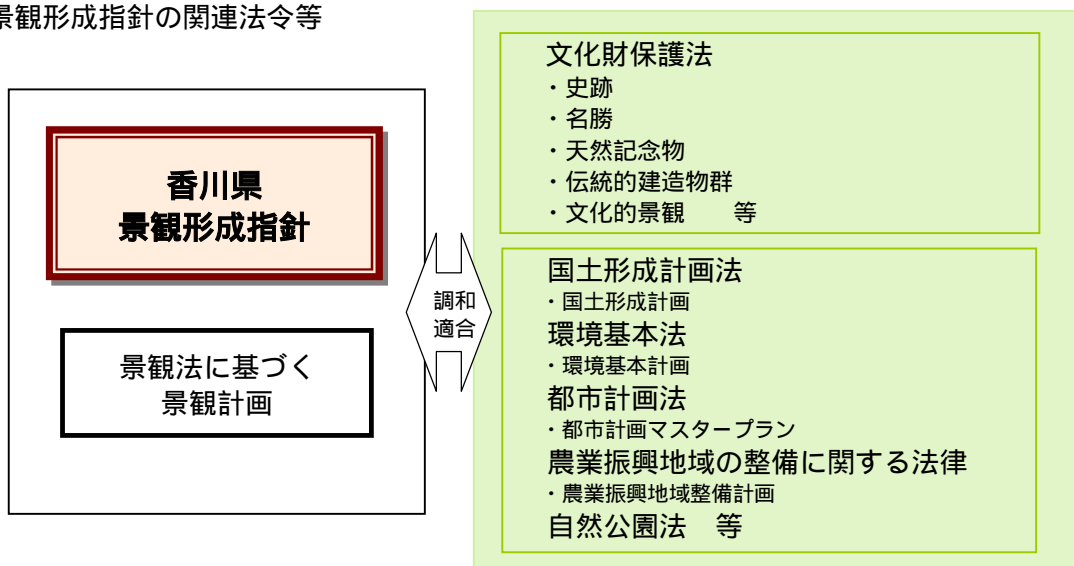 景観形成指針の関連法令等
香川県
景観形成指針
景観法に基づく
景観計画
調和
適合
文化財保護法
・史跡
・名勝
・天然記念物
・伝統的建造物群
・文化的景観　　等
国土形成計画法
・国土形成計画
環境基本法
・環境基本計画
都市計画法
・都市計画マスタープラン
農業振興地域の整備に関する法律
・農業振興地域整備計画
自然公園法　等